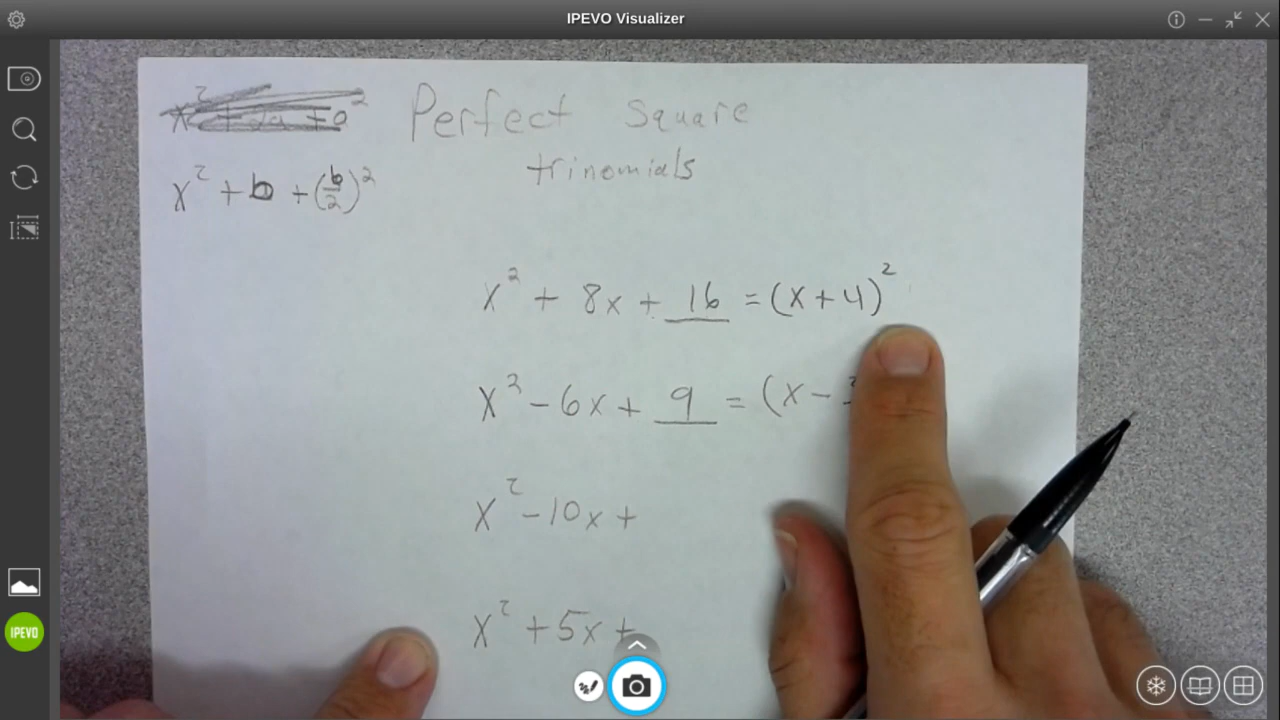 IPEVO Visualizer
Perfect Square
trinomials
x² + b + (b/2)²
x² + 8x + 16 = (x + 4)²
x² - 6x + 9 = (x - 3
x² - 10x +
x² + 5x +
IPEVO